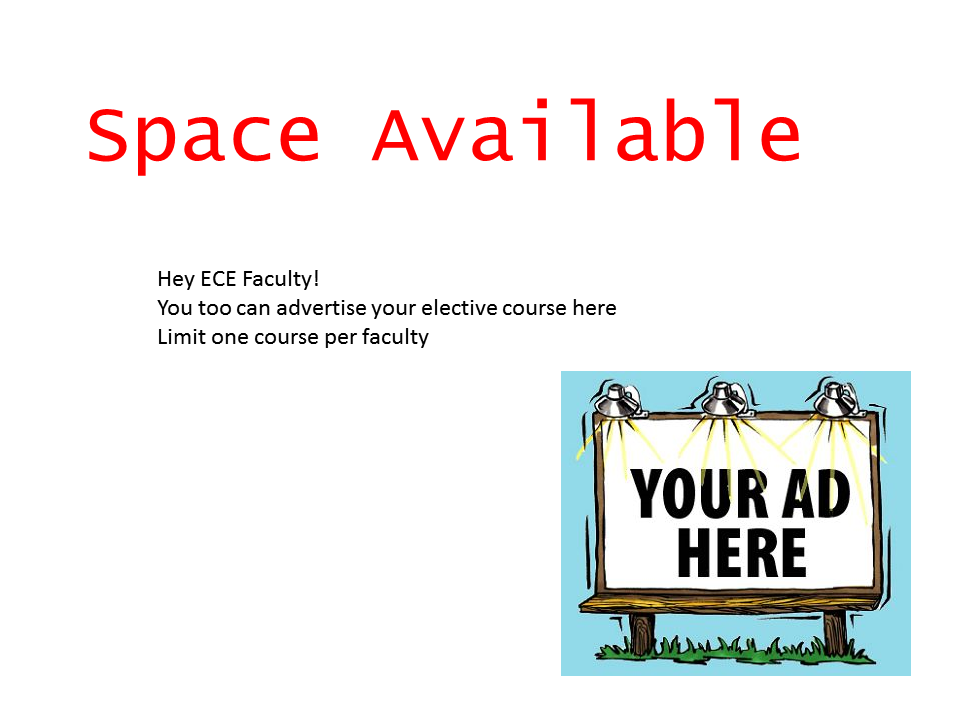 Space Available
Hey ECE Faculty!
You too can advertise your elective course here
Limit one course per faculty
YOUR AD
HERE